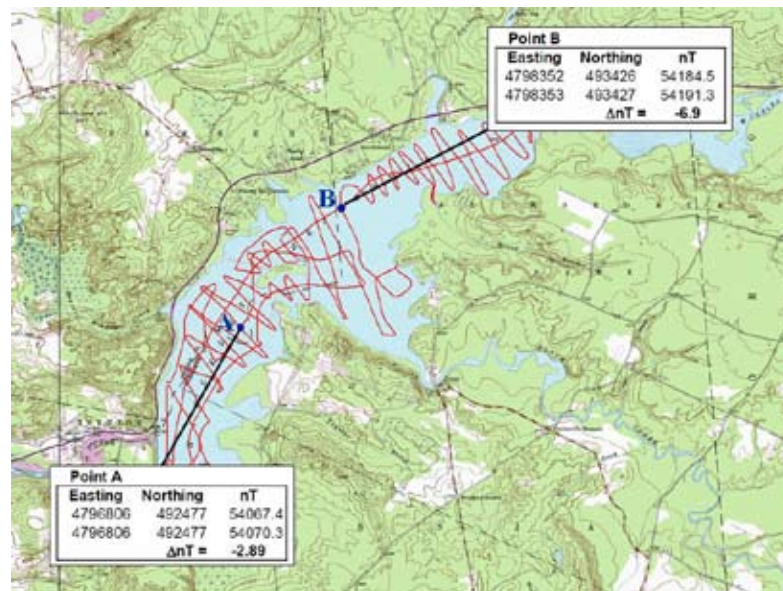 Point B
Easting Northing nT
4798352 493426 54184.5
4798353 493427 54191.3
ΔnT = -6.9
B
A
Point A
Easting Northing nT
4796806 492477 54067.4
4796806 492477 54070.3
ΔnT = -2.89